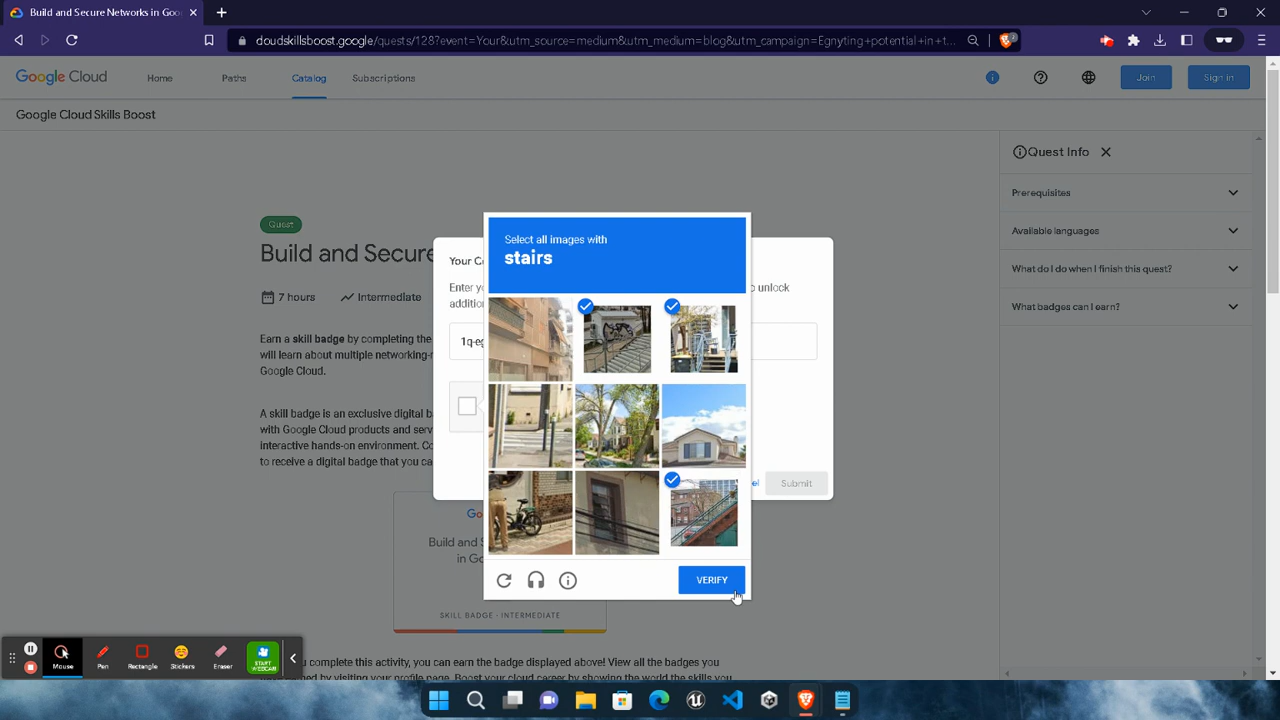 Build and Secure Networks in Goo
cloudskillsboost.google/quests/128?event=Your&utm_source=medium&utm_medium=blog&utm_campaign=Egnyting+potential+in+t...
Google Cloud
Home
Paths
Catalog
Subscriptions
Join
Sign in
Google Cloud Skills Boost
Quest Info
Prerequisites
Available languages
What do I do when I finish this quest?
What badges can I earn?
Quest
Build and Secure
7 hours
Intermediate
Earn a skill badge by completing the
will learn about multiple networking-r
Google Cloud.
A skill badge is an exclusive digital b
with Google Cloud products and serv
interactive hands-on environment. Co
to receive a digital badge that you ca
Your C
Enter yo
to unlock
addition
1q-eg
Submit
Select all images with
stairs
VERIFY
Go
Build and S
in Go
SKILL BADGE • INTERMEDIATE
you complete this activity, you can earn the badge displayed above! View all the badges you
by visiting your profile page. Boost your cloud career by showing the world the skills you
Mouse
Pen
Rectangle
Stickers
Eraser
START